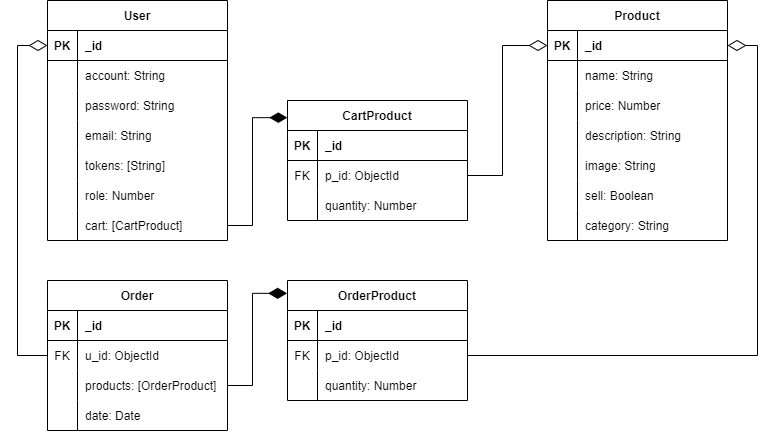 User
PK _id
account: String
password: String
email: String
tokens: [String]
role: Number
cart: [CartProduct]
CartProduct
PK _id
FK p_id: ObjectId
quantity: Number
Product
PK _id
name: String
price: Number
description: String
image: String
sell: Boolean
category: String
Order
PK _id
FK u_id: ObjectId
products: [OrderProduct]
date: Date
OrderProduct
PK _id
FK p_id: ObjectId
quantity: Number